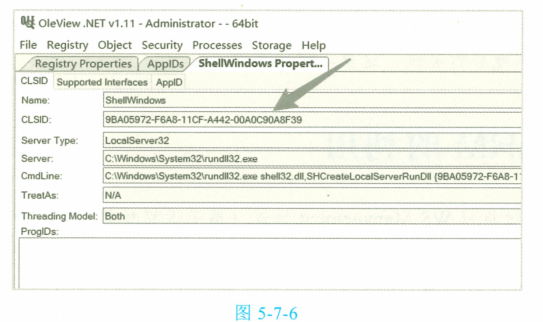 OleView .NET v1.11 - Administrator - - 64bit
File Registry Object Security Processes Storage Help
Registry Properties AppIDs ShellWindows Propert...
CLSID Supported Interfaces AppID
Name: ShellWindows
CLSID: 9BA05972-F6A8-11CF-A442-00A0C90A8F39
Server Type: LocalServer32
Server: C:\Windows\System32\rundll32.exe
CmdLine: C:\Windows\System32\rundll32.exe shell32.dll,SHCreateLocalServerRunDll {9BA05972-F6A8-11
TreatAs: N/A
Threading Model: Both
ProgIDs:
图 5-7-6